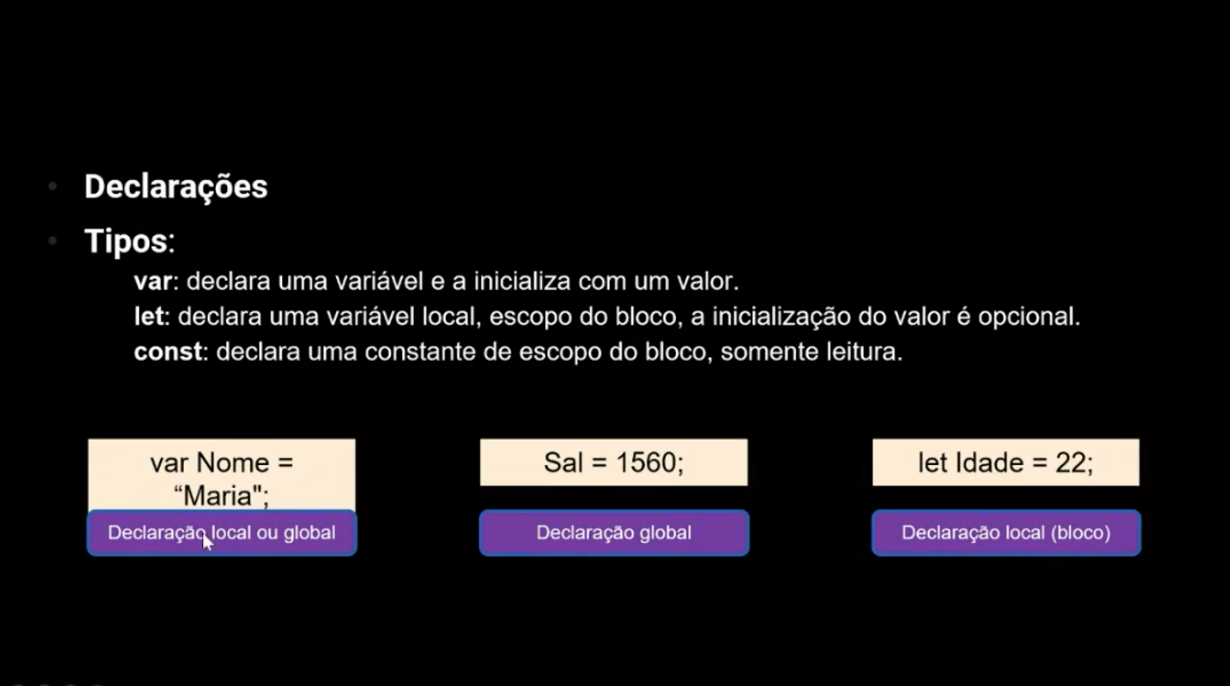 Declarações
Tipos:
var: declara uma variável e a inicializa com um valor.
let: declara uma variável local, escopo do bloco, a inicialização do valor é opcional.
const: declara uma constante de escopo do bloco, somente leitura.
var Nome =
“Maria";
Declaração local ou global
Sal = 1560;
Declaração global
let Idade = 22;
Declaração local (bloco)